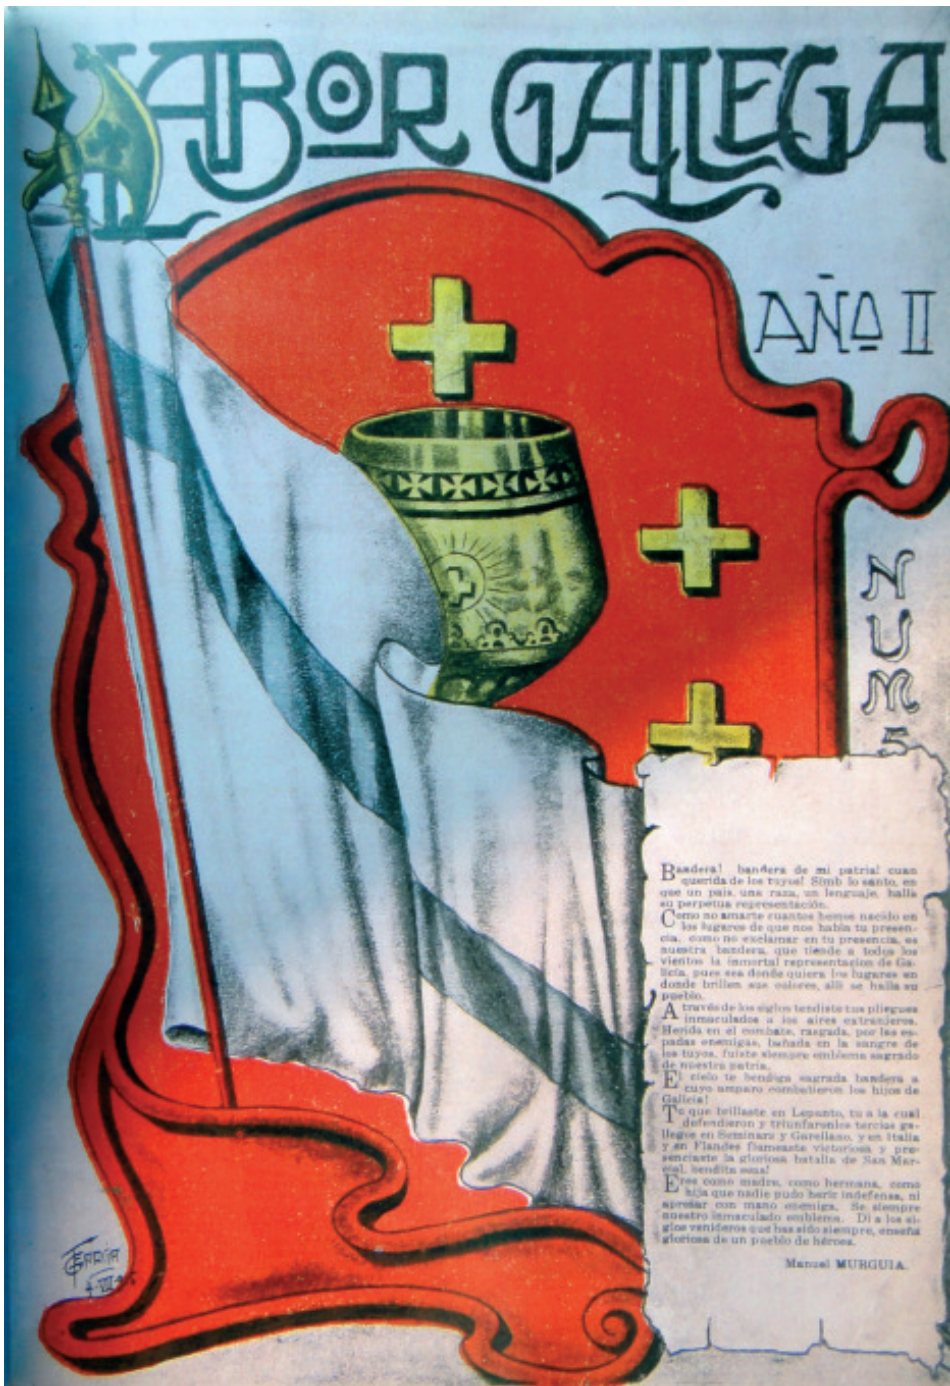 LABOR GALLEGA
AÑO II
NUM
5
Bandera! bandera de mi patria! cuan
querida de los tuyos! Simb lo santo, en
que un pais, una raza, un lenguaje, halla
su perpetua representación.
Como no amarte cuantos hemos nacido en
los lugares de que nos habla tu presen-
cia, como no exclamar en tu presencia, es
nuestra bandera, que tiende a todos los
vientos la inmortal representacion de Ga-
licia, pues sea donde quiera los lugares en
donde brillen sus colores, alli se halla su
pueblo.
A través de los siglos tendiste tus pliegues
inmaculados a los aires extranjeros.
Herida en el combate, rasgada, por las es-
padas enemigas, bañada en la sangre de
los tuyos, fuiste siempre emblema sagrado
de nuestra patria.
El cielo te bendiga sagrada bandera a
cuyo amparo combatieron los hijos de
Galicia!
Tu que brillaste en Lepanto, tu a la cual
defendieron y triunfaronlos tercios ga-
llegos en Seminara y Garellano, y en Italia
y en Flandes flameaste victoriosa y pre-
senciaste la gloriosa batalla de San Mar-
cial, bendita seas!
Eres como madre, como hermana, como
hija que nadie pudo herir indefensa, ni
apresar con mano enemiga. Se siempre
nuestro inmaculado emblema. Di a los si-
glos venideros que has sido siempre, enseña
gloriosa de un pueblo de héroes.
Manuel MURGUIA.